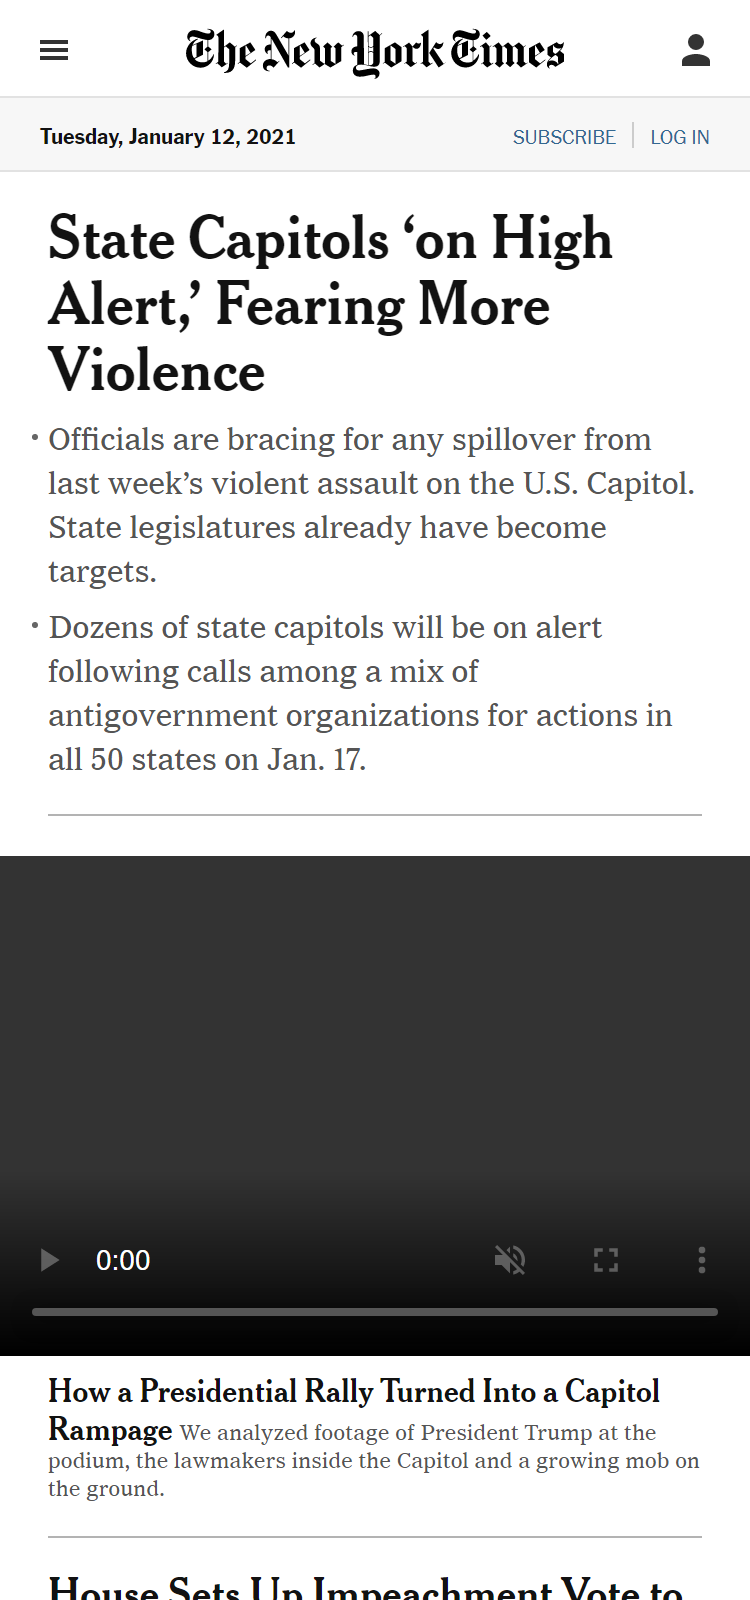 The New York Times
Tuesday, January 12, 2021
SUBSCRIBE
LOG IN
State Capitols ‘on High
Alert,’ Fearing More
Violence
• Officials are bracing for any spillover from
last week’s violent assault on the U.S. Capitol.
State legislatures already have become
targets.
• Dozens of state capitols will be on alert
following calls among a mix of
antigovernment organizations for actions in
all 50 states on Jan. 17.
0:00
How a Presidential Rally Turned Into a Capitol
Rampage We analyzed footage of President Trump at the
podium, the lawmakers inside the Capitol and a growing mob on
the ground.
House Sets Up Impeachment Vote to